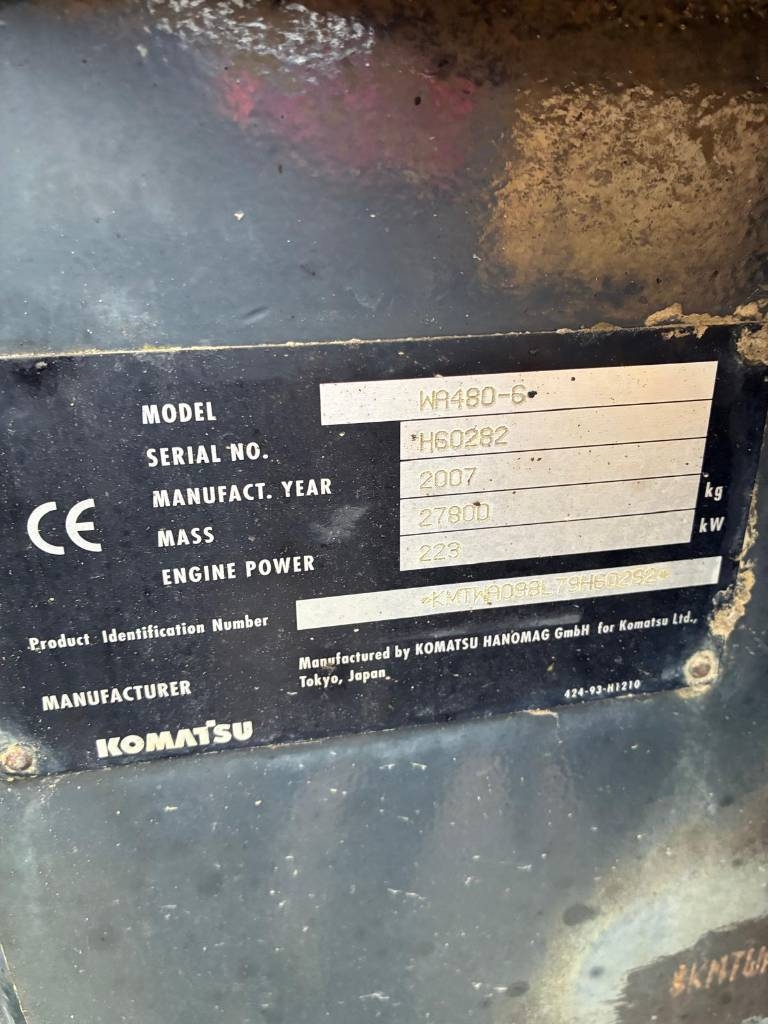 MODEL WA480-6
SERIAL NO. H60282
MANUFACT. YEAR 2007
CE
MASS 27800 kg
ENGINE POWER 223 kW
Product Identification Number *KMTWA093L79H60282*
MANUFACTURER Manufactured by KOMATSU HANOMAG GmbH for Komatsu Ltd.,
Tokyo, Japan
KOMATSU 424-93-H1210